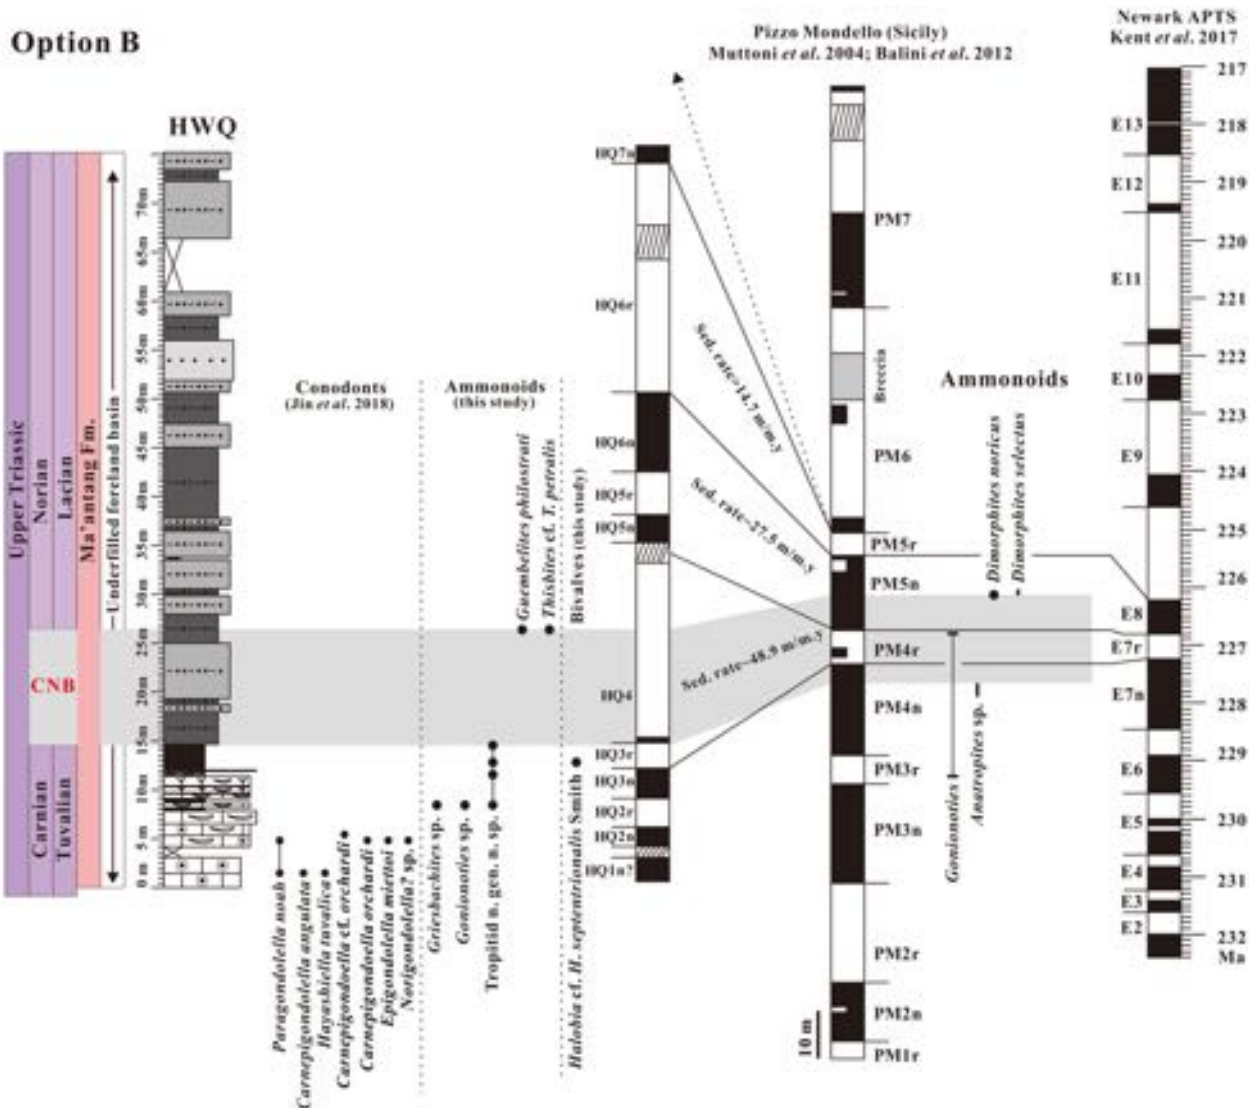 Option B
Pizzo Mondello (Sicily)
Muttoni et al. 2004; Balini et al. 2012
Newark APTS
Kent et al. 2017
HWQ
Upper Triassic
Norian
Lacian
CNB
Carnian
Tuvalian
Ma'antang Fm.
Underfilled foreland basin
70m
65m
60m
55m
50m
45m
40m
35m
30m
25m
20m
15m
10m
5m
0m
Conodonts
(Jin et al. 2018)
Ammonoids
(this study)
Bivalves (this study)
Guembelites philostrati
Thisbites cf. T. petralis
Paragondolella noah
Carnepigondolella angulata
Hayashiella tuvalica
Carnepigondoella cf. orchardi
Carnepigondoella orchardi
Epigondolella miettoi
Norigondolella? sp.
Griesbachites sp.
Gonionoties sp.
Tropitid n. gen. n. sp.
Halobia cf. H. septentrionalis Smith
HQ7n
HQ6r
HQ6n
HQ5r
HQ5n
HQ4
HQ3r
HQ3n
HQ2r
HQ2n
HQ1n?
Sed. rate~14.7 m/m.y
Sed. rate~37.5 m/m.y
Sed. rate~48.9 m/m.y
PM7
Breccia
PM6
PM5r
PM5n
PM4r
PM4n
PM3r
PM3n
PM2r
PM2n
PM1r
10 m
Ammonoids
Dimorphites noricus
Dimorphites selectus
Gonionoties
Anatropites sp.
E13
E12
E11
E10
E9
E8
E7r
E7n
E6
E5
E4
E3
E2
217
218
219
220
221
222
223
224
225
226
227
228
229
230
231
232
Ma